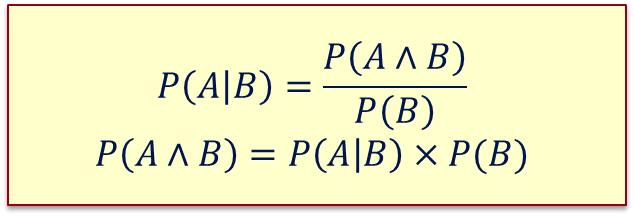 P(A|B) = P(A ∧ B) / P(B)
P(A ∧ B) = P(A|B) × P(B)